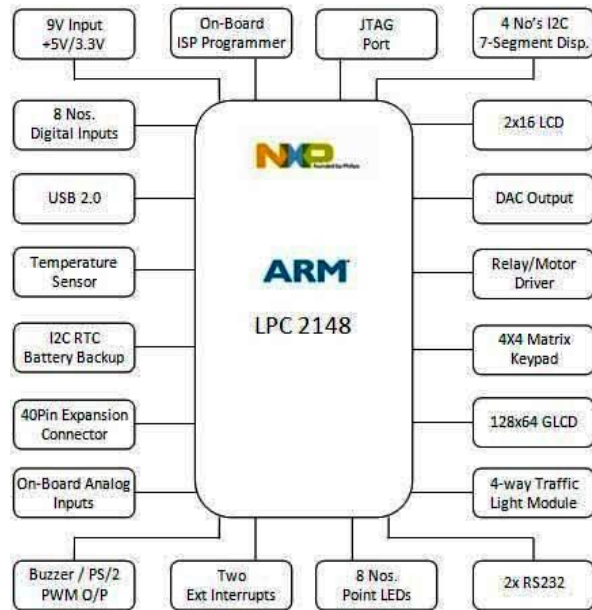 9V Input
+5V/3.3V
On-Board
ISP Programmer
JTAG
Port
4 No's I2C
7-Segment Disp.
8 Nos.
Digital Inputs
2x16 LCD
USB 2.0
DAC Output
Temperature
Sensor
Relay/Motor
Driver
I2C RTC
Battery Backup
4X4 Matrix
Keypad
40Pin Expansion
Connector
128x64 GLCD
On-Board Analog
Inputs
4-way Traffic
Light Module
Buzzer / PS/2
PWM O/P
Two
Ext Interrupts
8 Nos.
Point LEDs
2x RS232
NXP
founded by Philips
ARM
LPC 2148